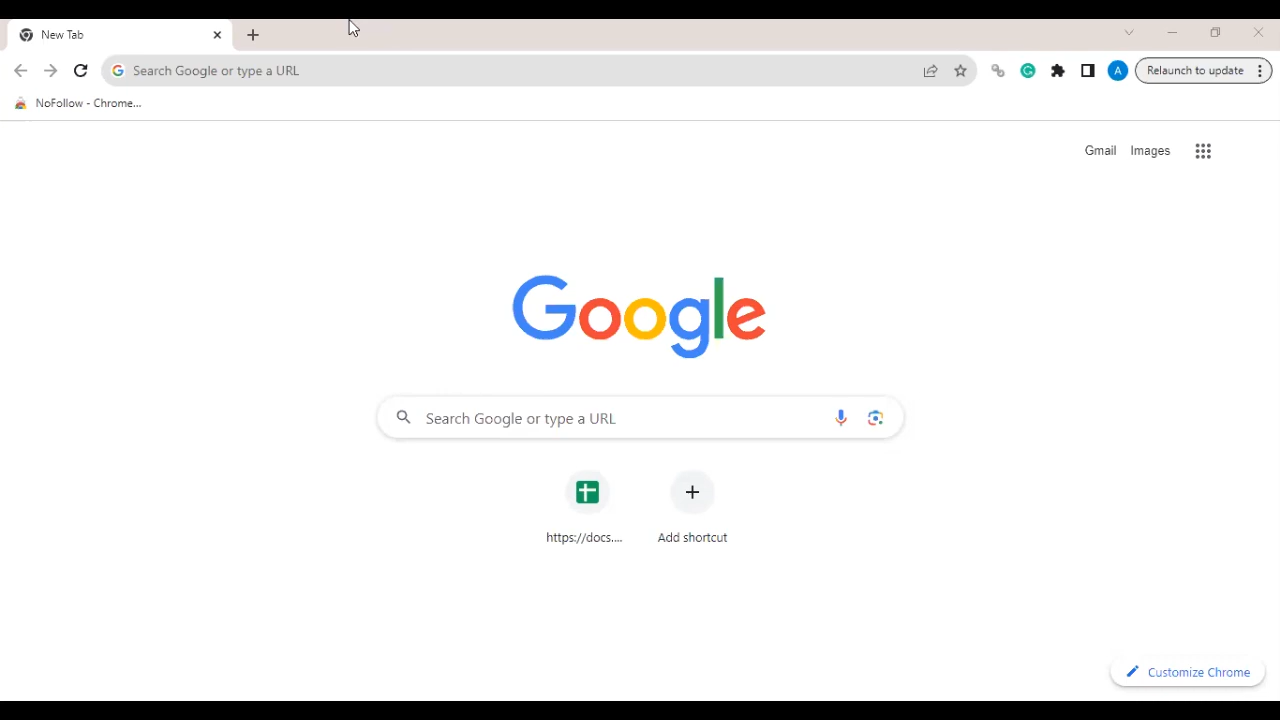 New Tab
Search Google or type a URL
A
Relaunch to update
NoFollow - Chrome...
Gmail Images
Google
Search Google or type a URL
https://docs.... Add shortcut
Customize Chrome